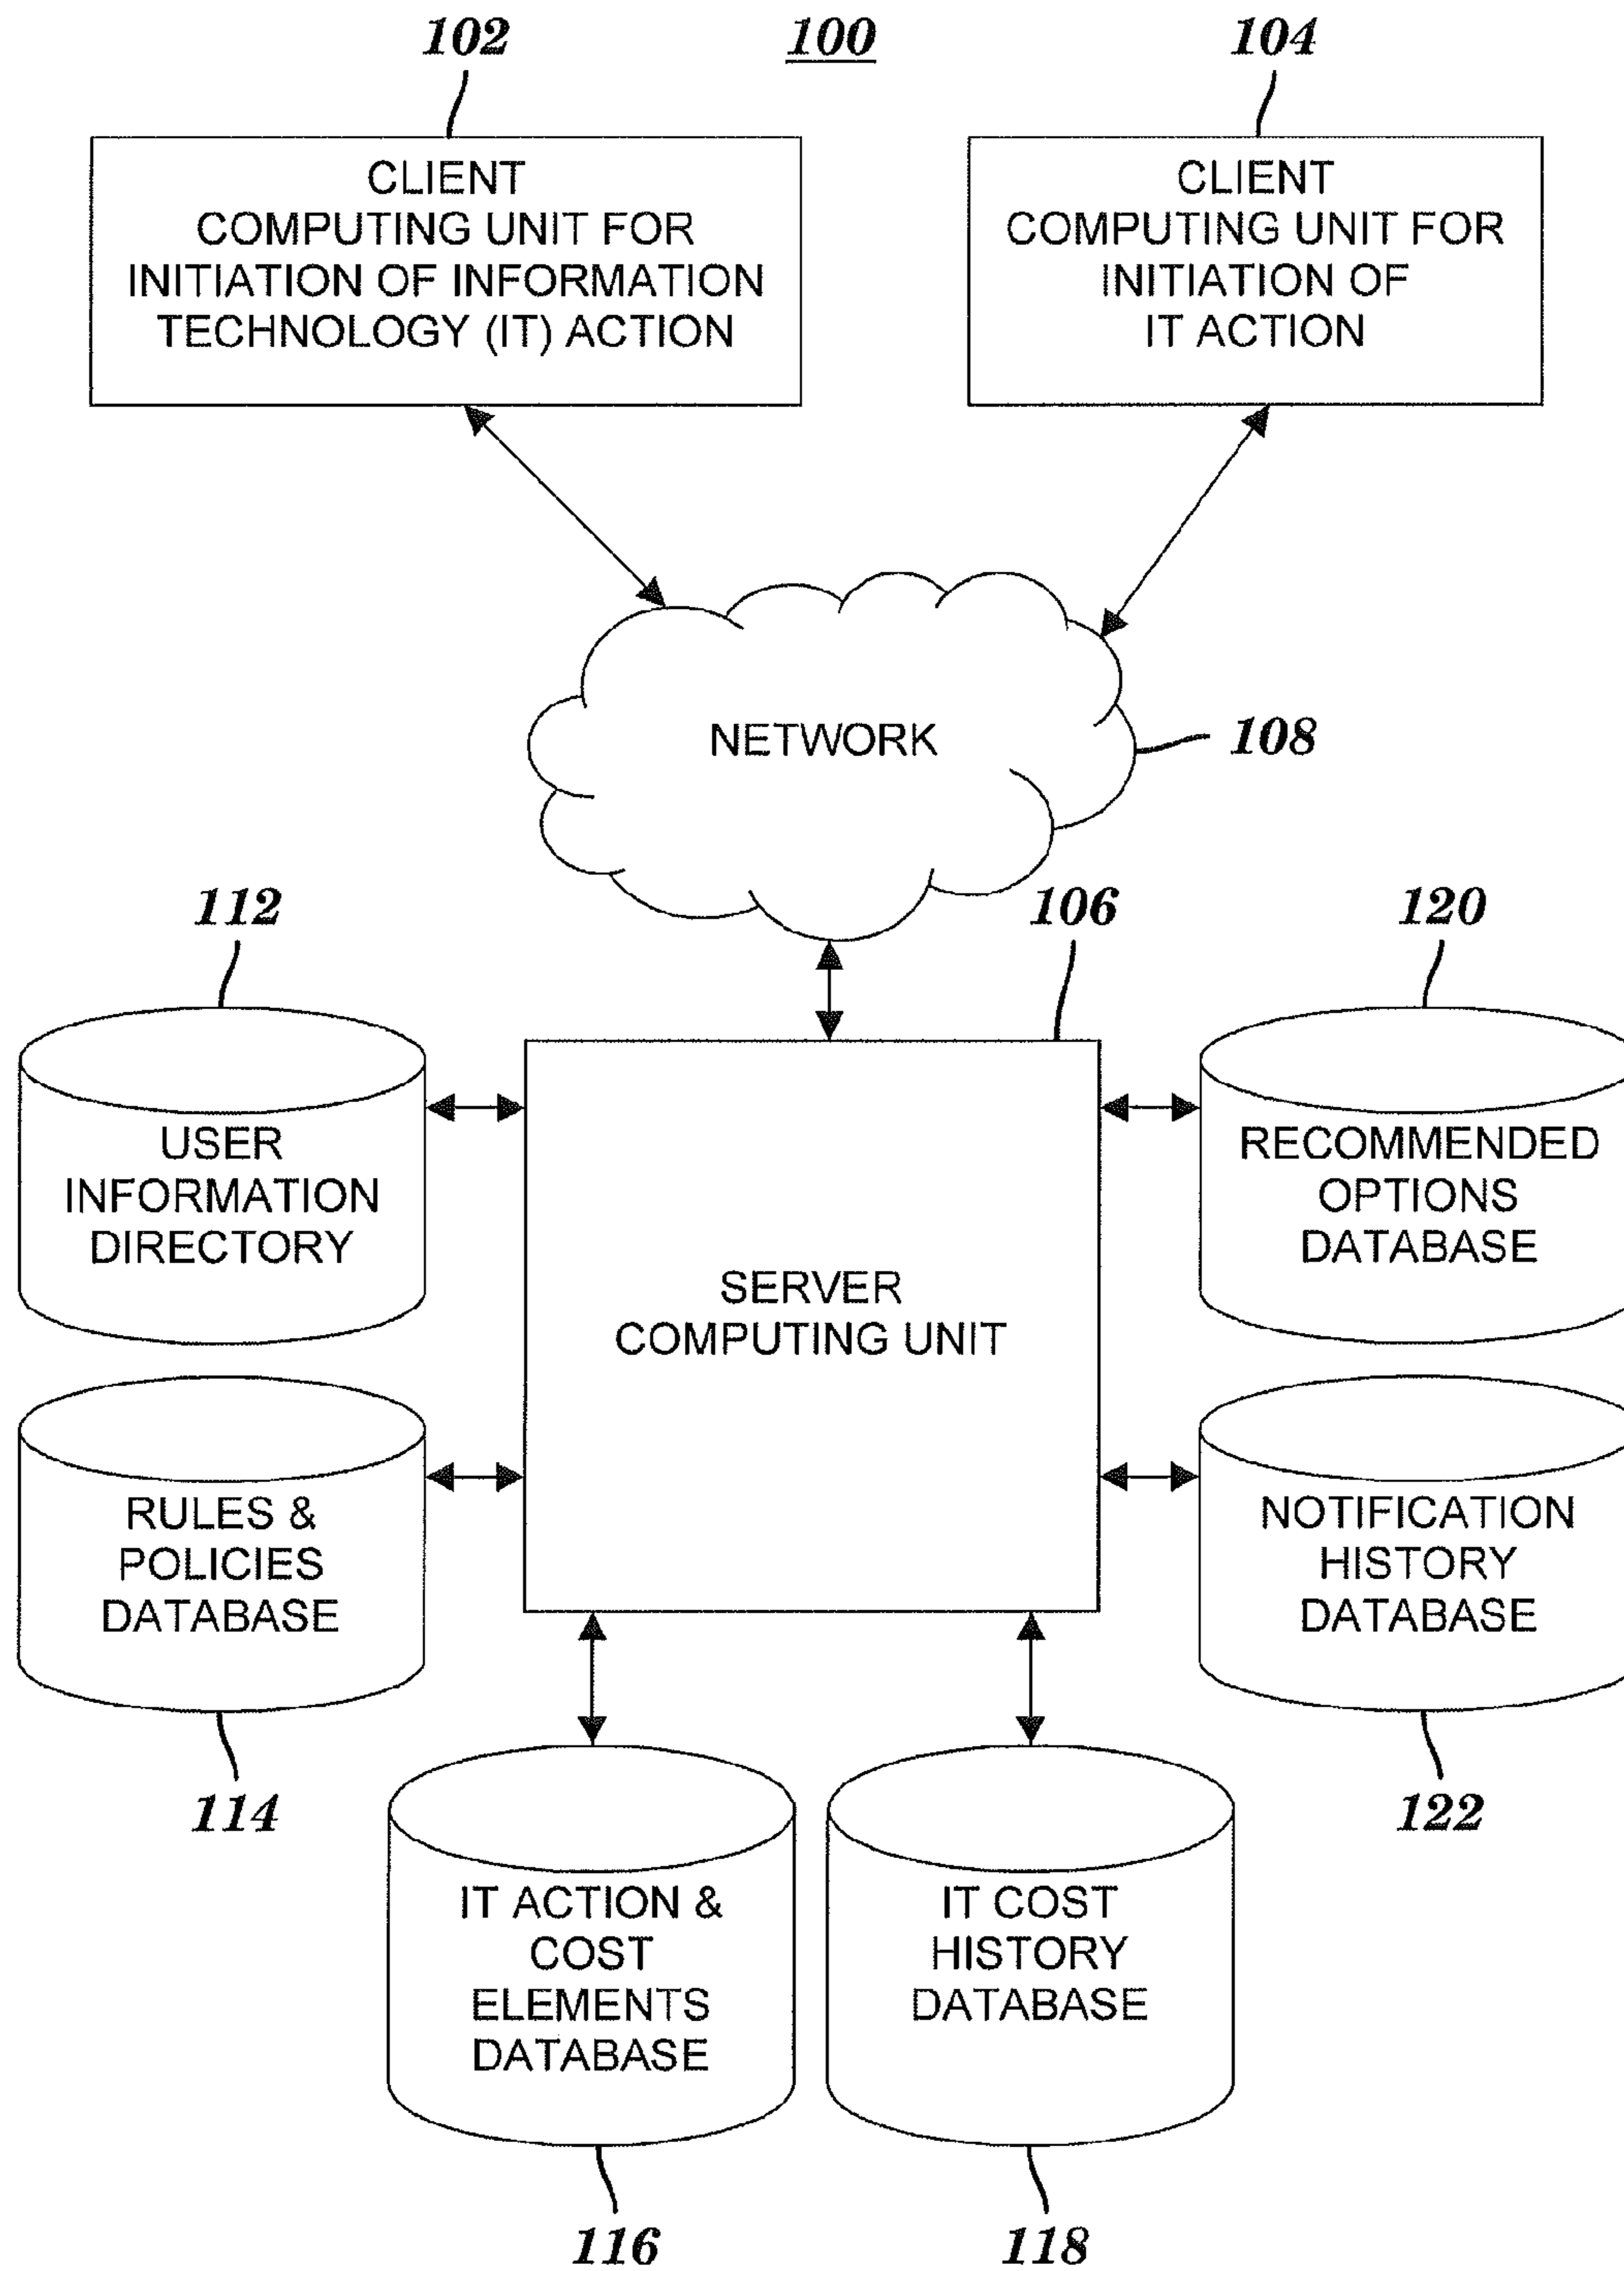 102
100
104
CLIENT
COMPUTING UNIT FOR
INITIATION OF INFORMATION
TECHNOLOGY (IT) ACTION
CLIENT
COMPUTING UNIT FOR
INITIATION OF
IT ACTION
NETWORK
108
112
106
120
USER
INFORMATION
DIRECTORY
SERVER
COMPUTING UNIT
RECOMMENDED
OPTIONS
DATABASE
RULES &
POLICIES
DATABASE
NOTIFICATION
HISTORY
DATABASE
114
122
IT ACTION &
COST
ELEMENTS
DATABASE
IT COST
HISTORY
DATABASE
116
118